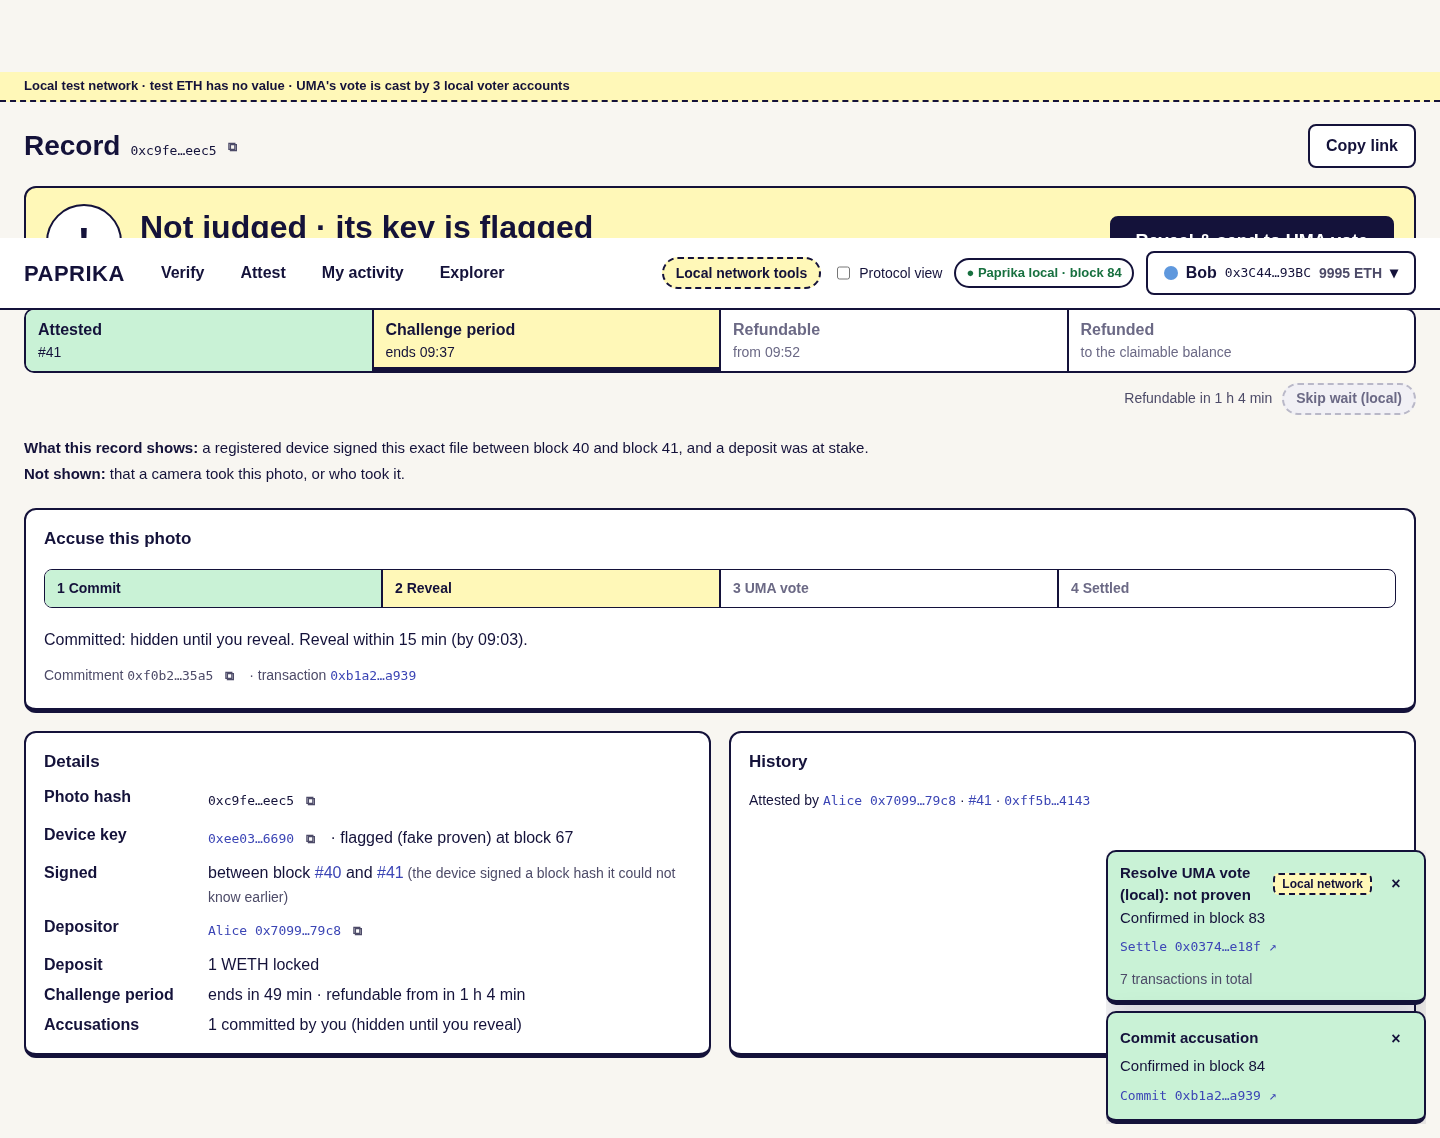 Local test network · test ETH has no value · UMA's vote is cast by 3 local voter accounts
Record 0xc9fe…eec5
Copy link
Not judged · its key is flagged
Reveal & send to UMA vote
PAPRIKA
Verify
Attest
My activity
Explorer
Local network tools
Protocol view
● Paprika local · block 84
Bob 0x3C44…93BC 9995 ETH ▼
Attested
#41
Challenge period
ends 09:37
Refundable
from 09:52
Refunded
to the claimable balance
Refundable in 1 h 4 min
Skip wait (local)
What this record shows: a registered device signed this exact file between block 40 and block 41, and a deposit was at stake.
Not shown: that a camera took this photo, or who took it.
Accuse this photo
1 Commit
2 Reveal
3 UMA vote
4 Settled
Committed: hidden until you reveal. Reveal within 15 min (by 09:03).
Commitment 0xf0b2…35a5 · transaction 0xb1a2…a939
Details
Photo hash 0xc9fe…eec5
Device key 0xee03…6690 · flagged (fake proven) at block 67
Signed between block #40 and #41 (the device signed a block hash it could not
know earlier)
Depositor Alice 0x7099…79c8
Deposit 1 WETH locked
Challenge period ends in 49 min · refundable from in 1 h 4 min
Accusations 1 committed by you (hidden until you reveal)
History
Attested by Alice 0x7099…79c8 · #41 · 0xff5b…4143
Resolve UMA vote
(local): not proven
Local network ×
Confirmed in block 83
Settle 0x0374…e18f ↗
7 transactions in total
Commit accusation ×
Confirmed in block 84
Commit 0xb1a2…a939 ↗